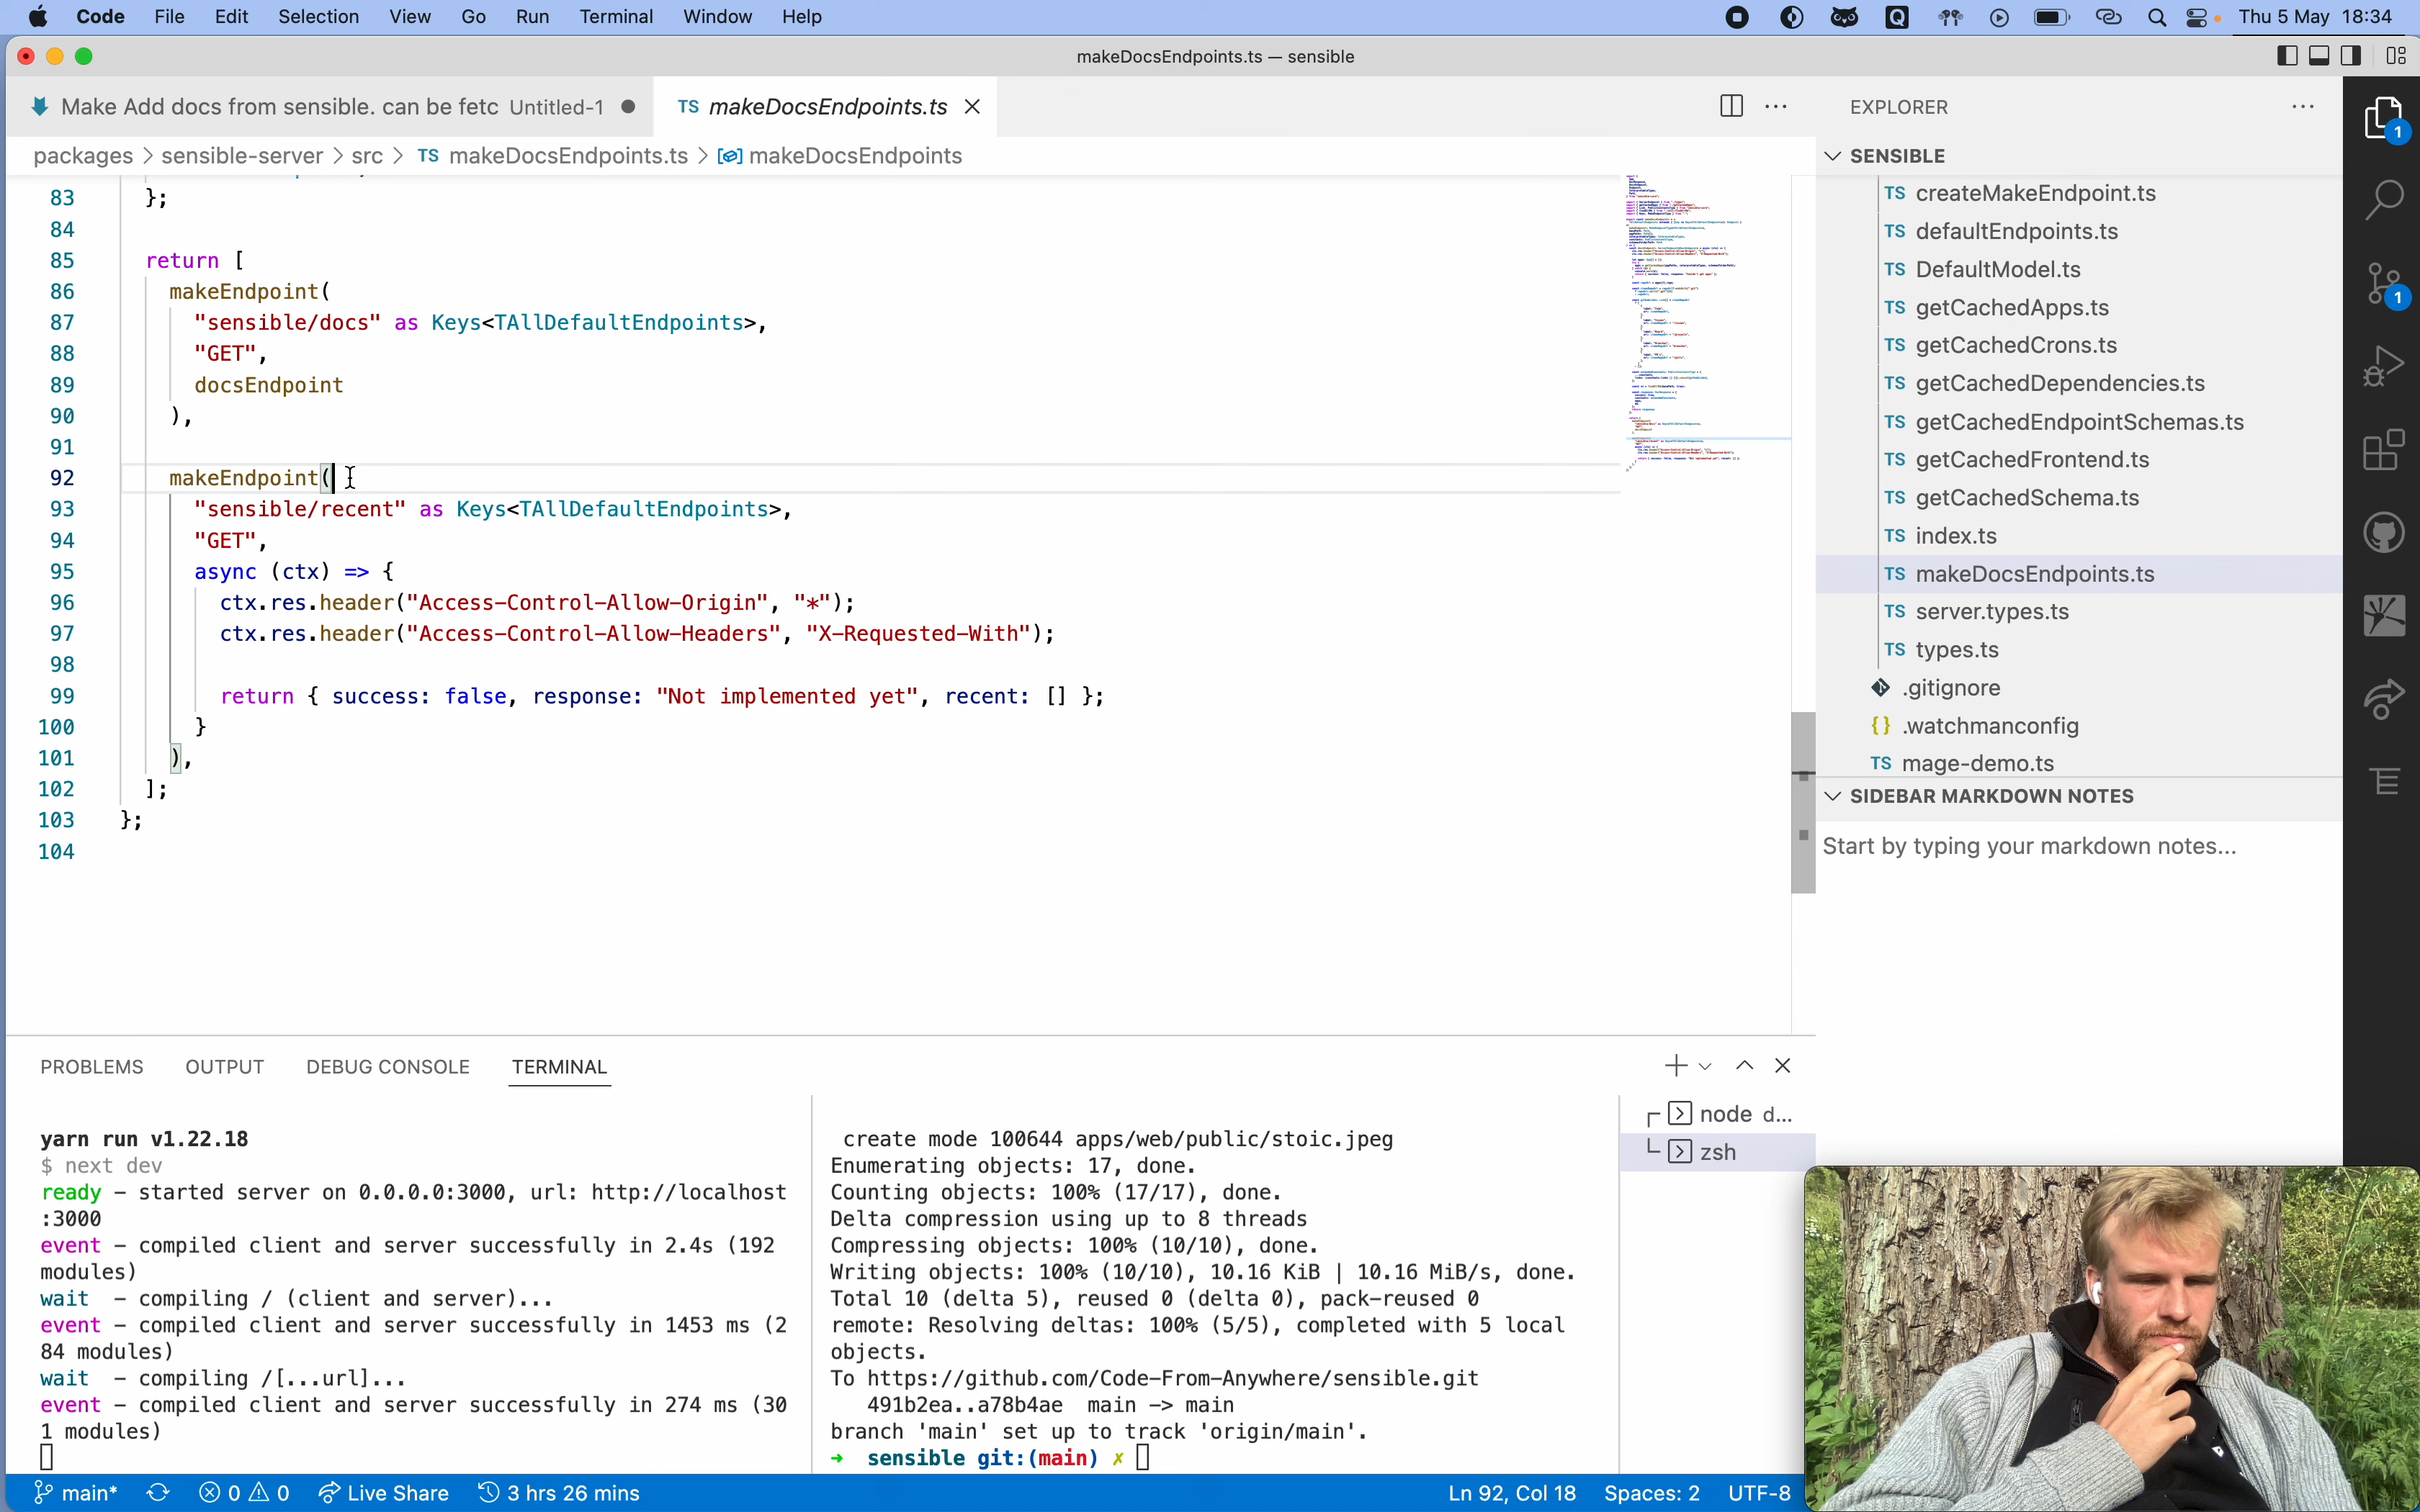 Code File Edit Selection View Go Run Terminal Window Help Thu 5 May 18:34
makeDocsEndpoints.ts — sensible
Make Add docs from sensible. can be fetc Untitled-1
TS makeDocsEndpoints.ts
packages > sensible-server > src > TS makeDocsEndpoints.ts > makeDocsEndpoints
83 };
84
85 return [
86 makeEndpoint(
87 "sensible/docs" as Keys<TAllDefaultEndpoints>,
88 "GET",
89 docsEndpoint
90 ),
91
92 makeEndpoint(
93 "sensible/recent" as Keys<TAllDefaultEndpoints>,
94 "GET",
95 async (ctx) => {
96 ctx.res.header("Access-Control-Allow-Origin", "*");
97 ctx.res.header("Access-Control-Allow-Headers", "X-Requested-With");
98
99 return { success: false, response: "Not implemented yet", recent: [] };
100 }
101 ),
102 ];
103 };
104
EXPLORER
SENSIBLE
TS createMakeEndpoint.ts
TS defaultEndpoints.ts
TS DefaultModel.ts
TS getCachedApps.ts
TS getCachedCrons.ts
TS getCachedDependencies.ts
TS getCachedEndpointSchemas.ts
TS getCachedFrontend.ts
TS getCachedSchema.ts
TS index.ts
TS makeDocsEndpoints.ts
TS server.types.ts
TS types.ts
.gitignore
{} .watchmanconfig
TS mage-demo.ts
SIDEBAR MARKDOWN NOTES
Start by typing your markdown notes...
1
1
PROBLEMS OUTPUT DEBUG CONSOLE TERMINAL
yarn run v1.22.18
$ next dev
ready – started server on 0.0.0.0:3000, url: http://localhost
:3000
event – compiled client and server successfully in 2.4s (192
modules)
wait – compiling / (client and server)...
event – compiled client and server successfully in 1453 ms (2
84 modules)
wait – compiling /[...url]...
event – compiled client and server successfully in 274 ms (30
1 modules)
create mode 100644 apps/web/public/stoic.jpeg
Enumerating objects: 17, done.
Counting objects: 100% (17/17), done.
Delta compression using up to 8 threads
Compressing objects: 100% (10/10), done.
Writing objects: 100% (10/10), 10.16 KiB | 10.16 MiB/s, done.
Total 10 (delta 5), reused 0 (delta 0), pack-reused 0
remote: Resolving deltas: 100% (5/5), completed with 5 local
objects.
To https://github.com/Code-From-Anywhere/sensible.git
491b2ea..a78b4ae main -> main
branch 'main' set up to track 'origin/main'.
➜ sensible git:(main) ✗
node d...
zsh
main* 0 0 Live Share 3 hrs 26 mins Ln 92, Col 18 Spaces: 2 UTF-8